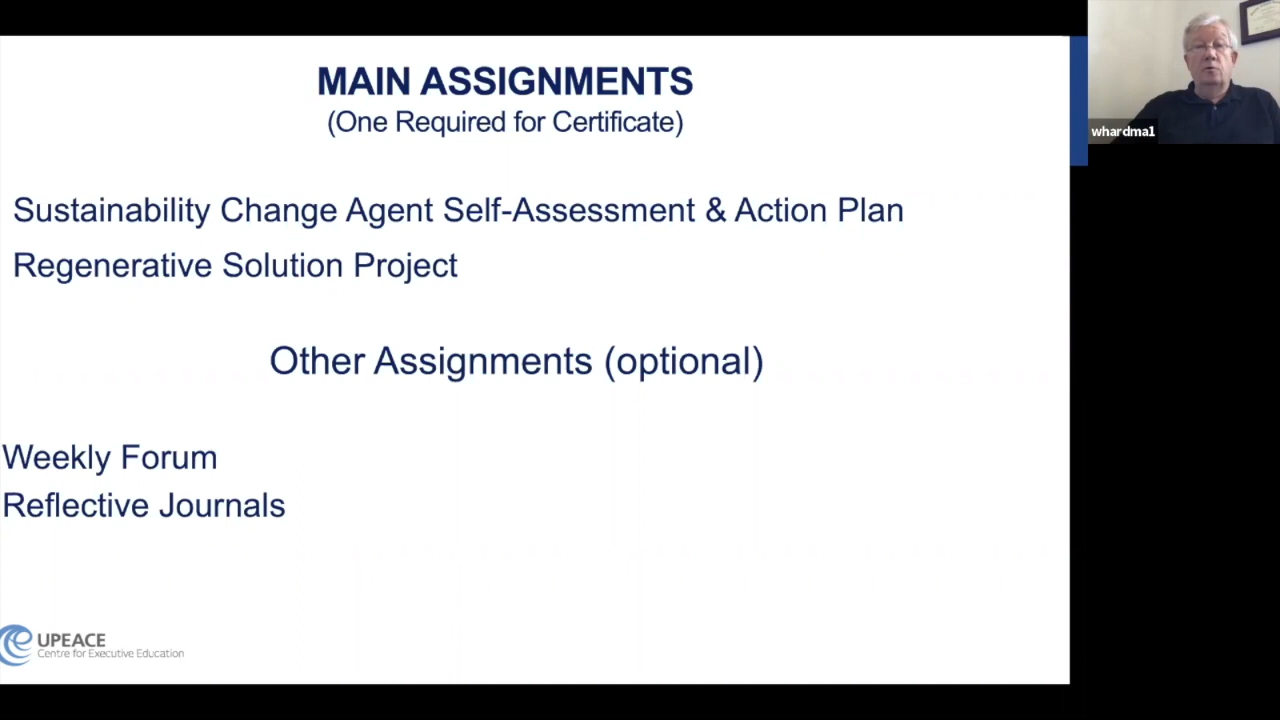 MAIN ASSIGNMENTS
(One Required for Certificate)
Sustainability Change Agent Self-Assessment & Action Plan
Regenerative Solution Project
Other Assignments (optional)
Weekly Forum
Reflective Journals
UPEACE
Centre for Executive Education
whardma1